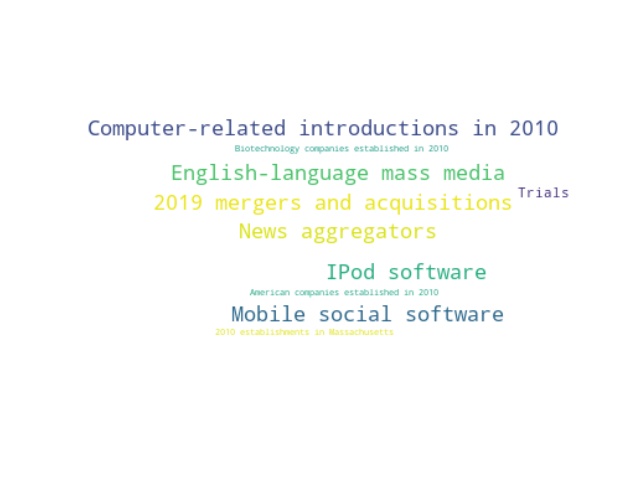 Computer-related introductions in 2010
Biotechnology companies established in 2010
English-language mass media
Trials
2019 mergers and acquisitions
News aggregators
IPod software
American companies established in 2010
Mobile social software
2010 establishments in Massachusetts